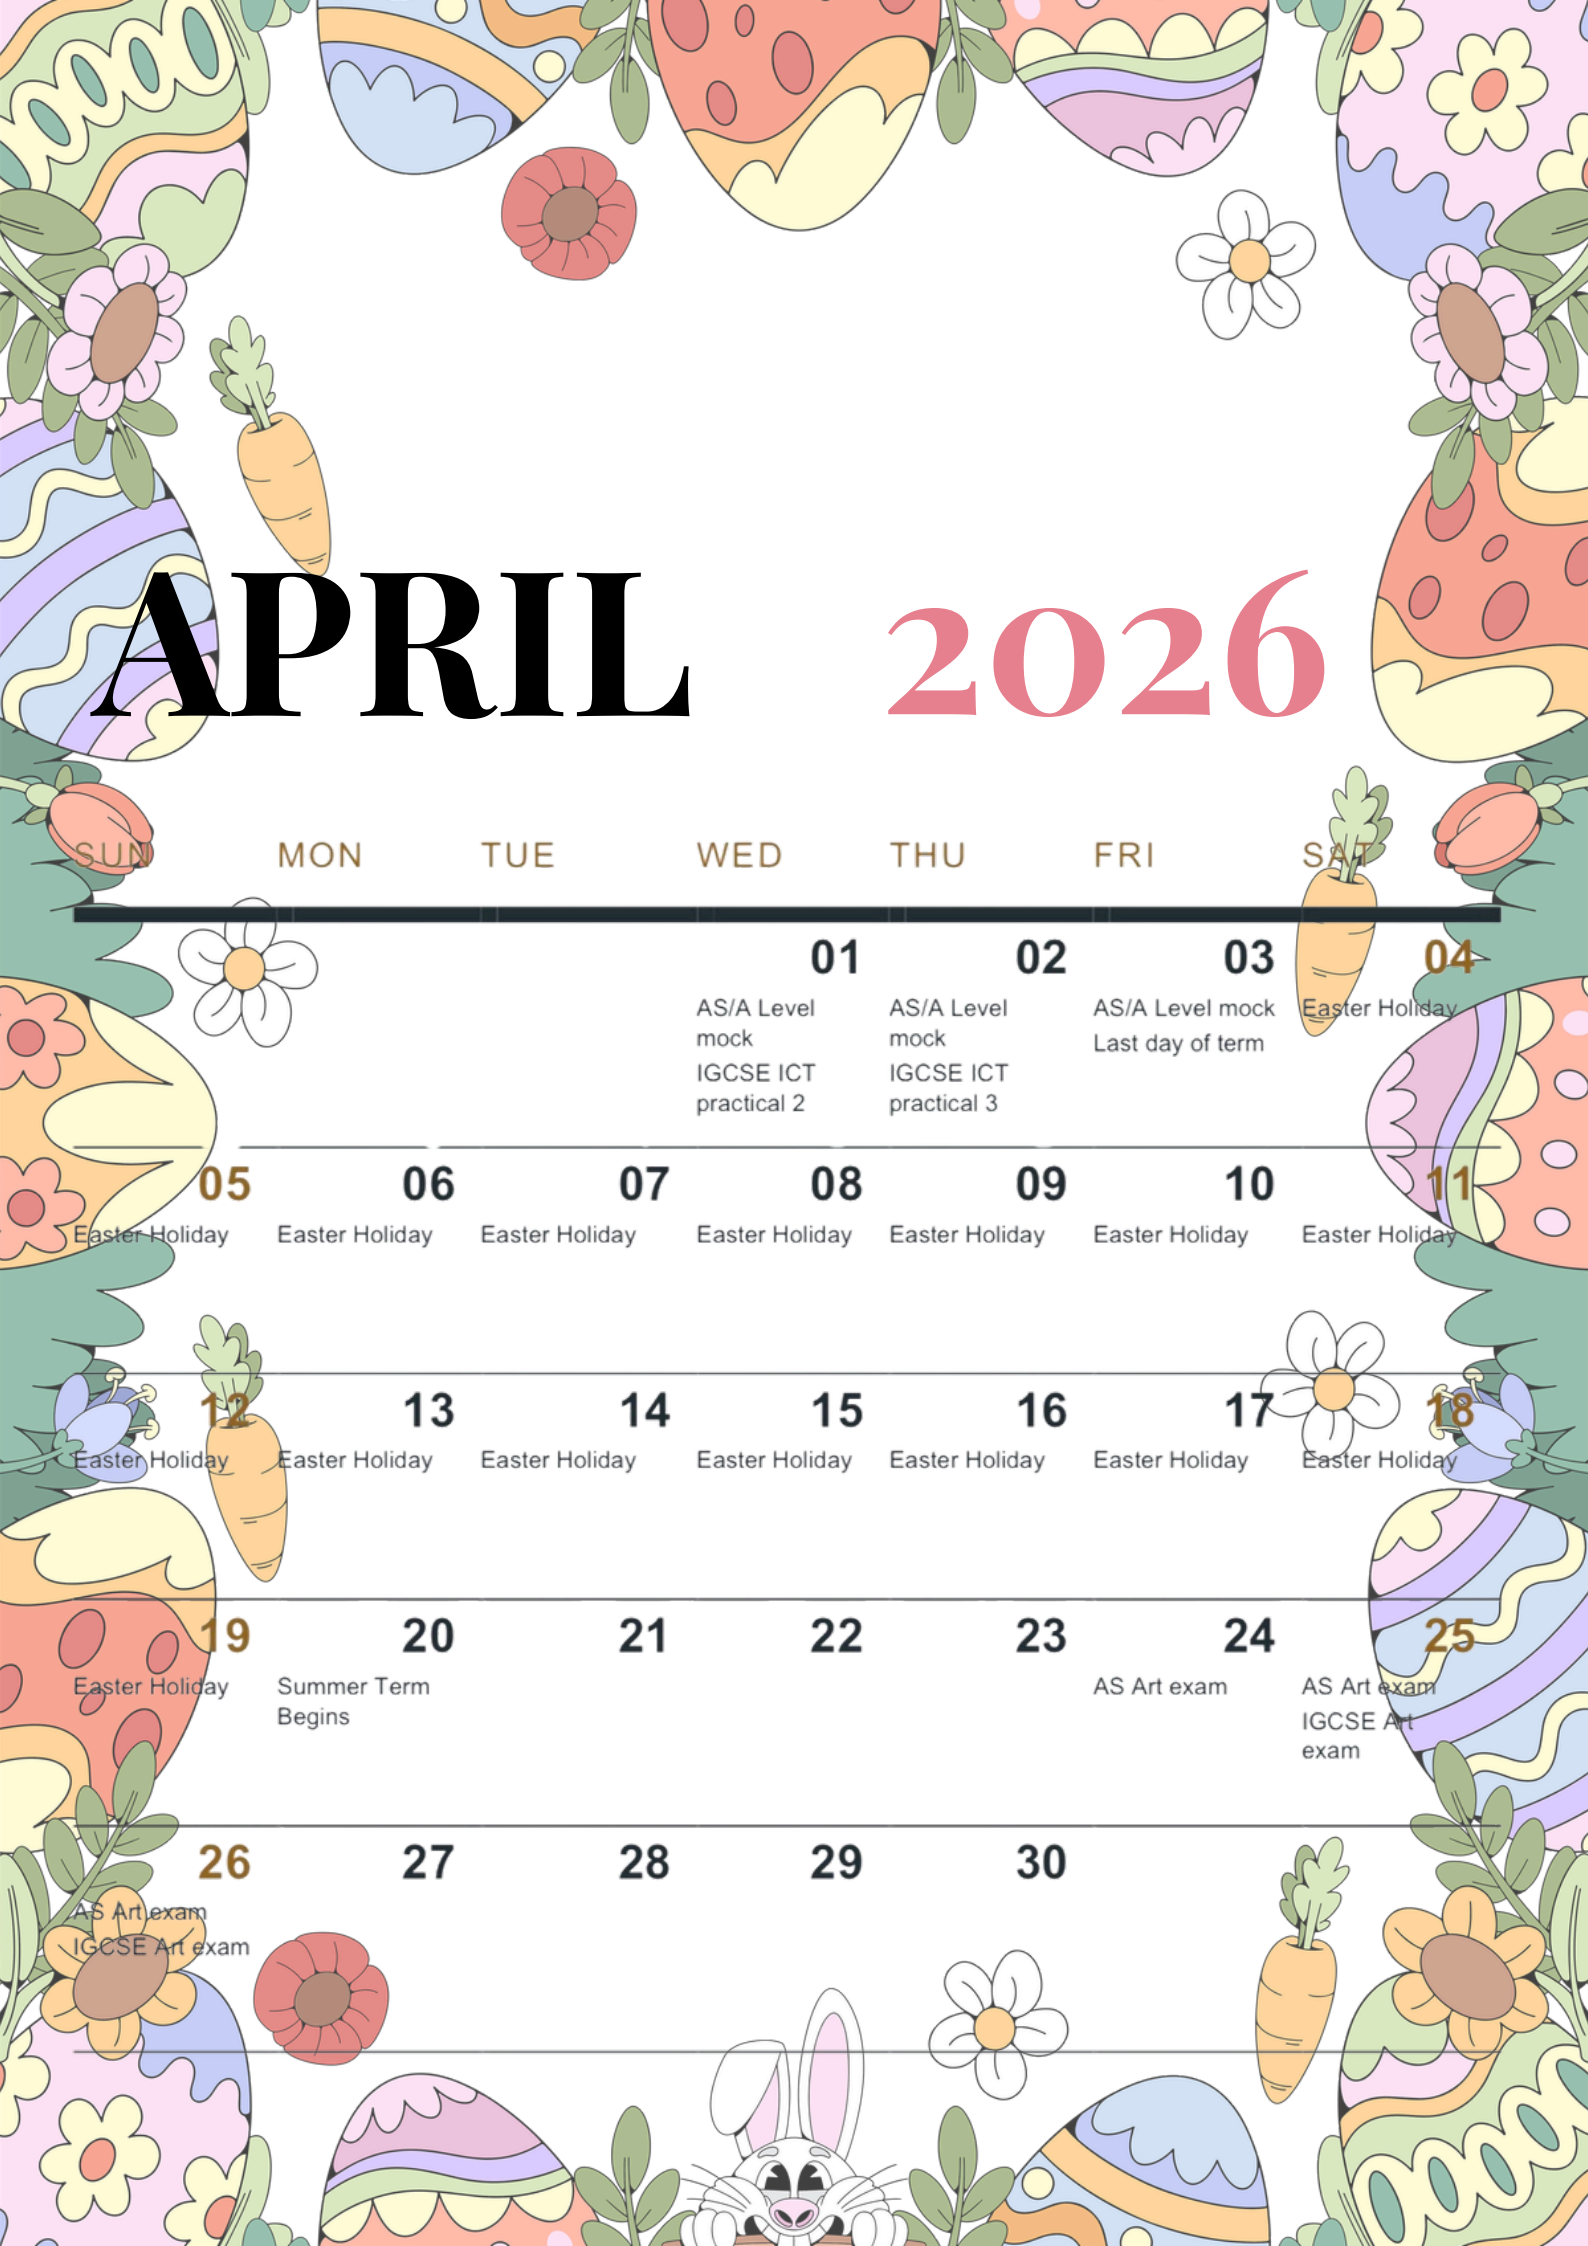 APRIL 2026
SUN MON TUE WED THU FRI SAT
01 02 03 04
AS/A Level AS/A Level AS/A Level mock Easter Holiday
mock mock Last day of term
IGCSE ICT IGCSE ICT
practical 2 practical 3
05 06 07 08 09 10 11
Easter Holiday Easter Holiday Easter Holiday Easter Holiday Easter Holiday Easter Holiday Easter Holiday
12 13 14 15 16 17 18
Easter Holiday Easter Holiday Easter Holiday Easter Holiday Easter Holiday Easter Holiday Easter Holiday
19 20 21 22 23 24 25
Easter Holiday Summer Term AS Art exam AS Art exam
Begins IGCSE Art
exam
26 27 28 29 30
AS Art exam
IGCSE Art exam